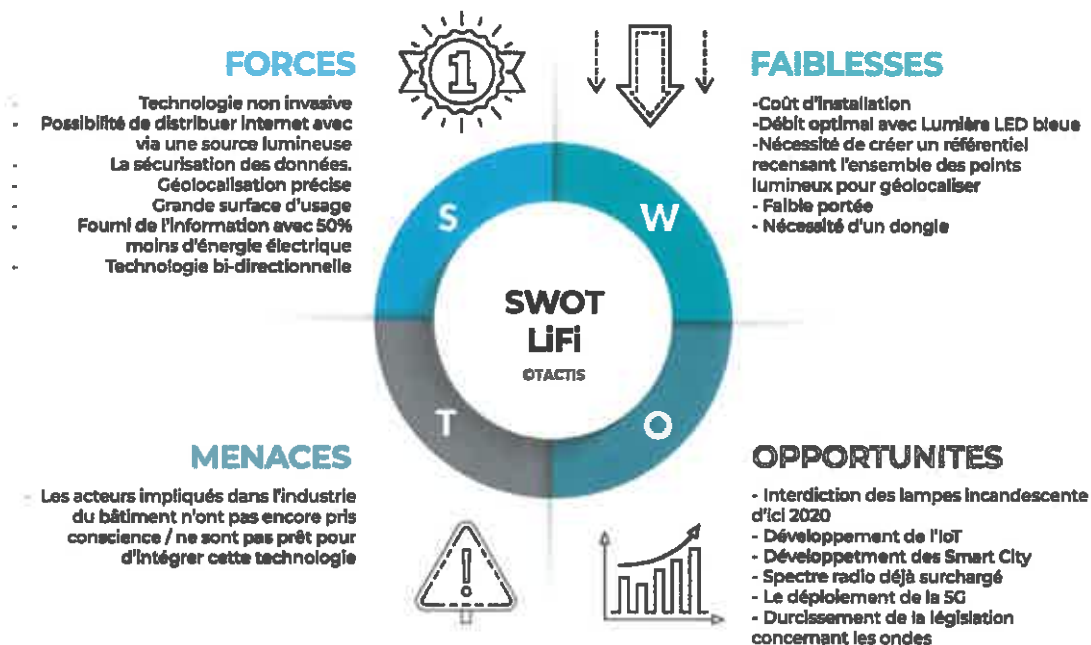 FORCES
- Technologie non invasive
- Possibilité de distribuer internet avec
via une source lumineuse
- La sécurisation des données.
- Géolocalisation précise
- Grande surface d'usage
- Fourni de l'information avec 50%
moins d'énergie électrique
- Technologie bi-directionnelle
1
FAIBLESSES
-Coût d'installation
-Débit optimal avec Lumière LED bleue
-Nécessité de créer un référentiel
recensant l'ensemble des points
lumineux pour géolocaliser
- Faible portée
- Nécessité d'un dongle
S
W
SWOT
LiFi
©TACTIS
T
O
MENACES
- Les acteurs impliqués dans l'industrie
du bâtiment n'ont pas encore pris
conscience / ne sont pas prêt pour
d'intégrer cette technologie
!
OPPORTUNITES
- Interdiction des lampes incandescente
d'ici 2020
- Développement de l'IoT
- Développetment des Smart City
- Spectre radio déjà surchargé
- Le déploiement de la 5G
- Durcissement de la législation
concernant les ondes